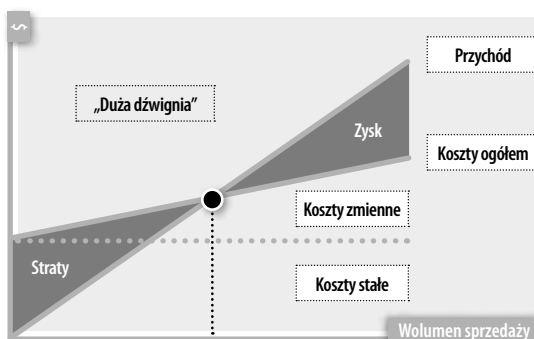 $
Przychód
„Duża dźwignia”
Zysk
Koszty ogółem
Koszty zmienne
Straty
Koszty stałe
Wolumen sprzedaży